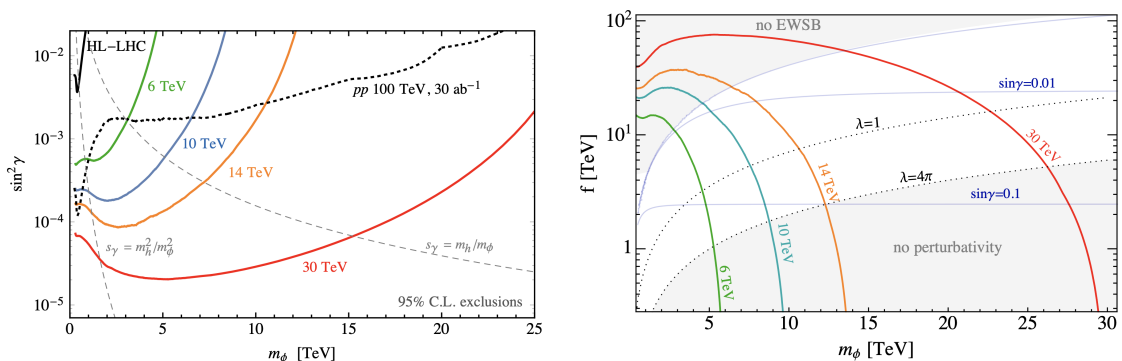 10⁻²
10⁻³
10⁻⁴
10⁻⁵
sin²γ
HL–LHC
6 TeV
pp 100 TeV, 30 ab⁻¹
10 TeV
14 TeV
s_γ = m_h²/m_ϕ²
s_γ = m_h/m_ϕ
30 TeV
95% C.L. exclusions
0 5 10 15 20 25
m_ϕ [TeV]
10²
10¹
1
f [TeV]
no EWSB
sinγ=0.01
λ=1
30 TeV
λ=4π
14 TeV
sinγ=0.1
10 TeV
no perturbativity
6 TeV
5 10 15 20 25 30
m_ϕ [TeV]